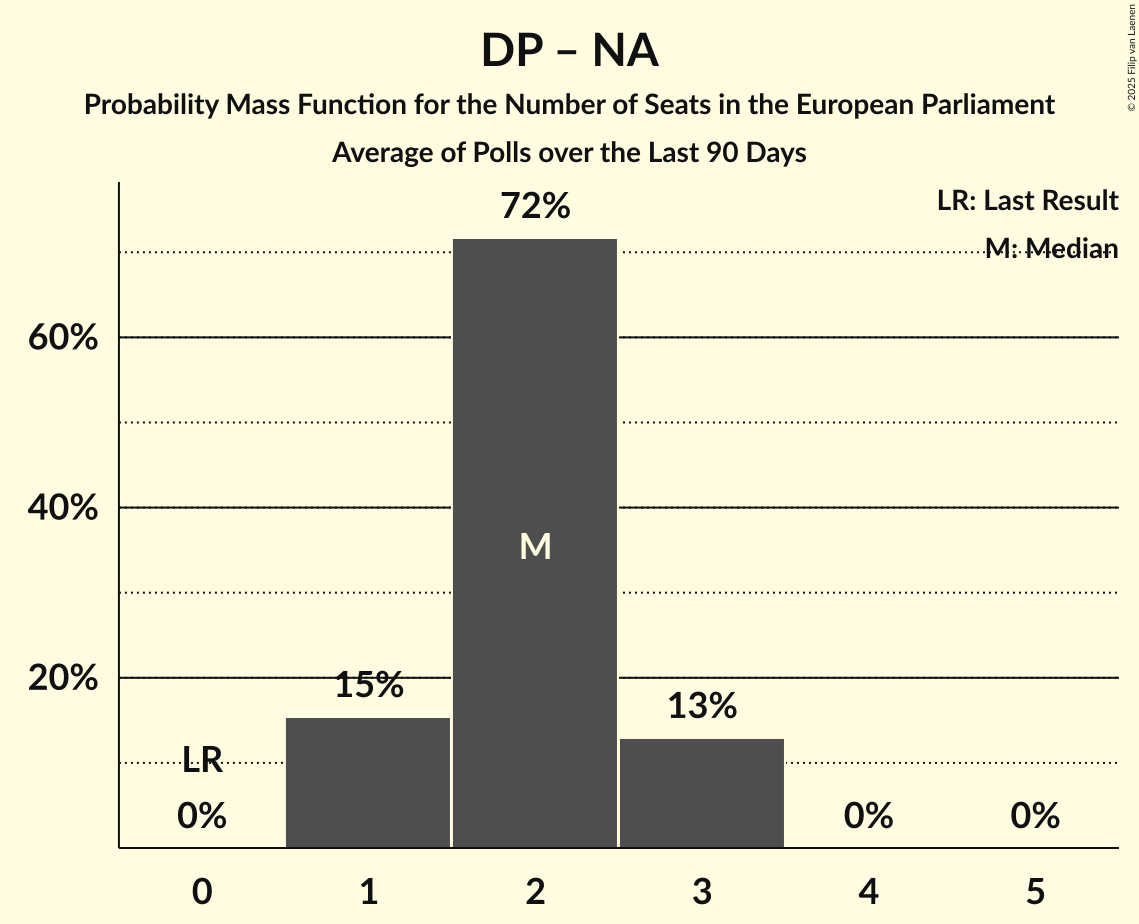 DP – NA
Probability Mass Function for the Number of Seats in the European Parliament
Average of Polls over the Last 90 Days
© 2025 Filip van Laenen
LR: Last Result
M: Median
72%
60%
40%
M
20%
15%
13%
LR
0%
0%
0%
0 1 2 3 4 5